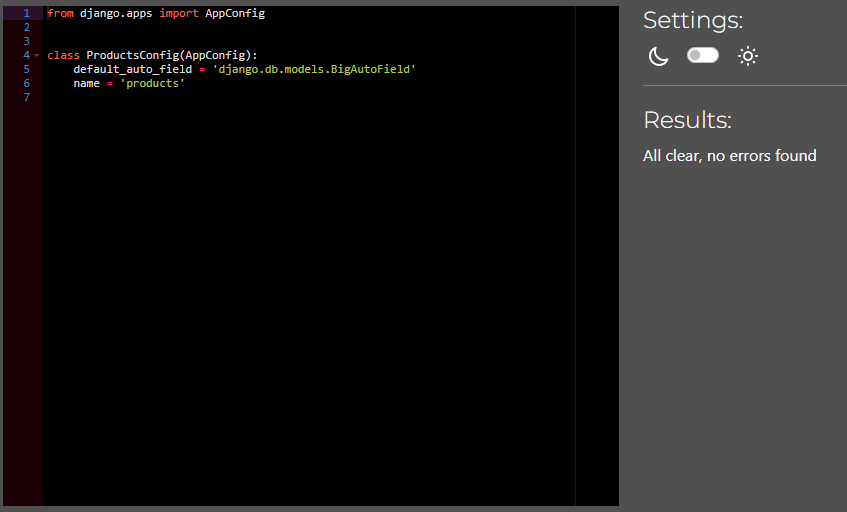 1 from django.apps import AppConfig
2
3
4 class ProductsConfig(AppConfig):
5     default_auto_field = 'django.db.models.BigAutoField'
6     name = 'products'
7
Settings:
Results:
All clear, no errors found